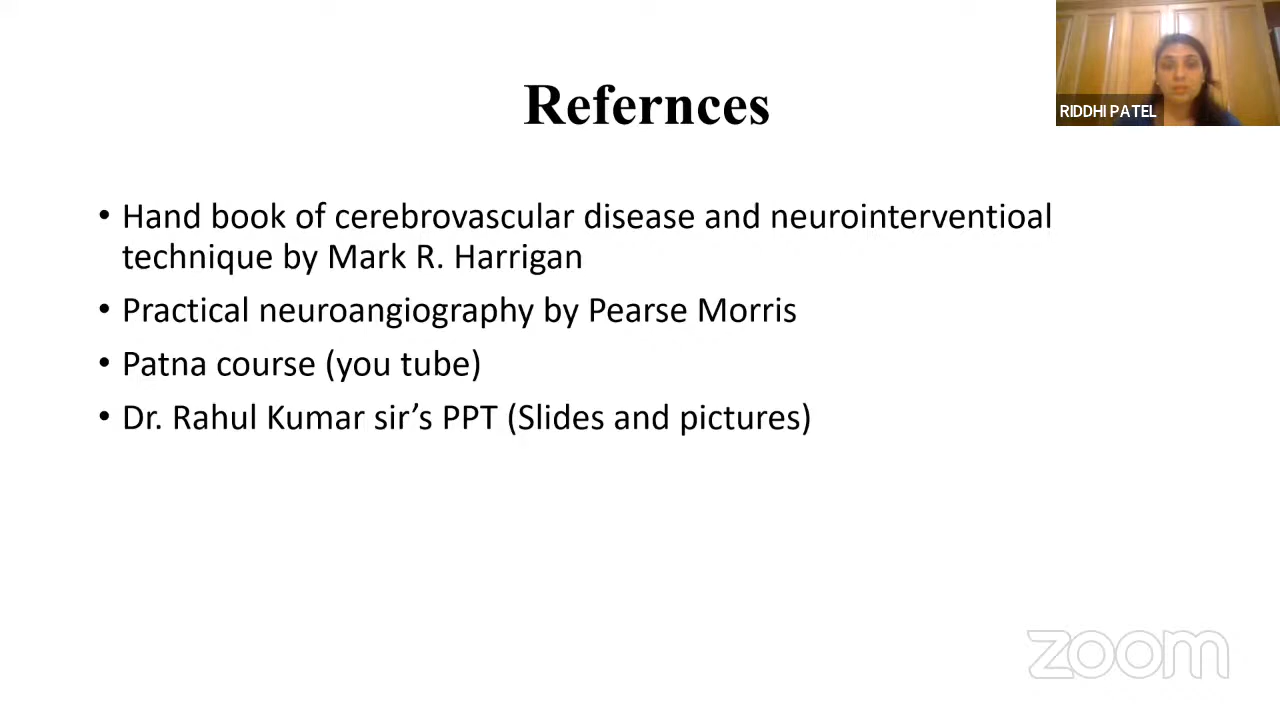 RIDDHI PATEL
Refernces
• Hand book of cerebrovascular disease and neurointerventioal
technique by Mark R. Harrigan
• Practical neuroangiography by Pearse Morris
• Patna course (you tube)
• Dr. Rahul Kumar sir’s PPT (Slides and pictures)
zoom